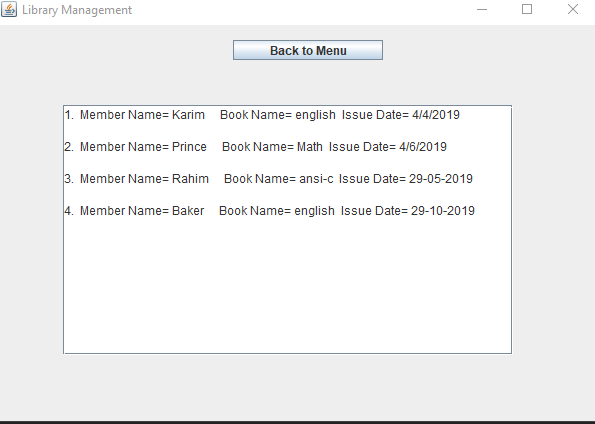 Library Management
Back to Menu
1. Member Name= Karim Book Name= english Issue Date= 4/4/2019
2. Member Name= Prince Book Name= Math Issue Date= 4/6/2019
3. Member Name= Rahim Book Name= ansi-c Issue Date= 29-05-2019
4. Member Name= Baker Book Name= english Issue Date= 29-10-2019